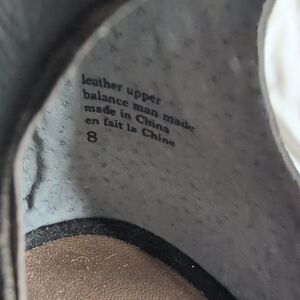 leather upper
balance man made
made in China
en fait la Chine
8